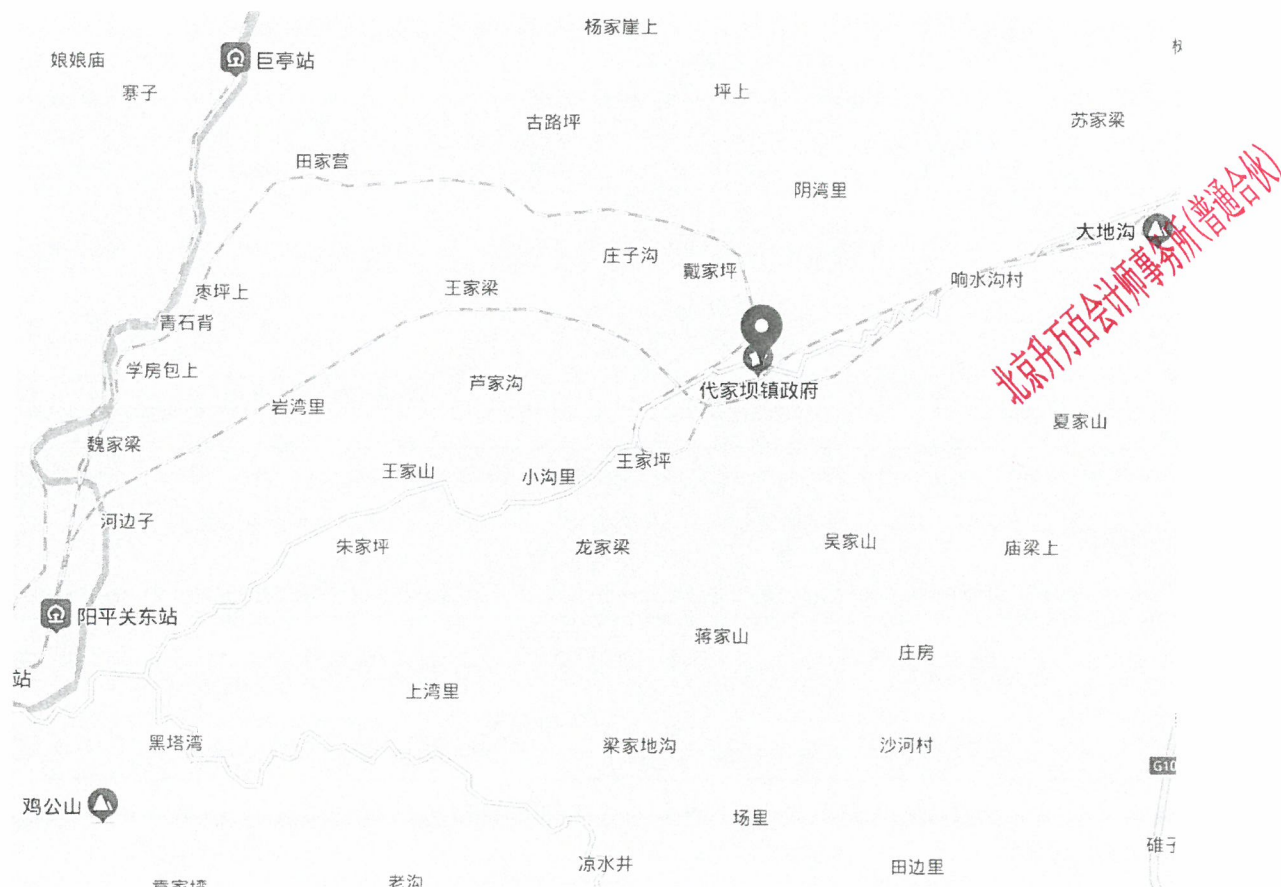 杨家崖上
娘娘庙
巨亭站
寨子
坪上
古路坪
苏家梁
田家营
阴湾里
大地沟
庄子沟
戴家坪
响水沟村
枣坪上
王家梁
青石背
学房包上
芦家沟
代家坝镇政府
北京升万百会计师事务所(普通合伙)
岩湾里
夏家山
魏家梁
王家山
小沟里
王家坪
河边子
朱家坪
龙家梁
吴家山
庙梁上
阳平关东站
蒋家山
庄房
站
上湾里
黑塔湾
梁家地沟
沙河村
G10
鸡公山
场里
凉水井
田边里
老沟